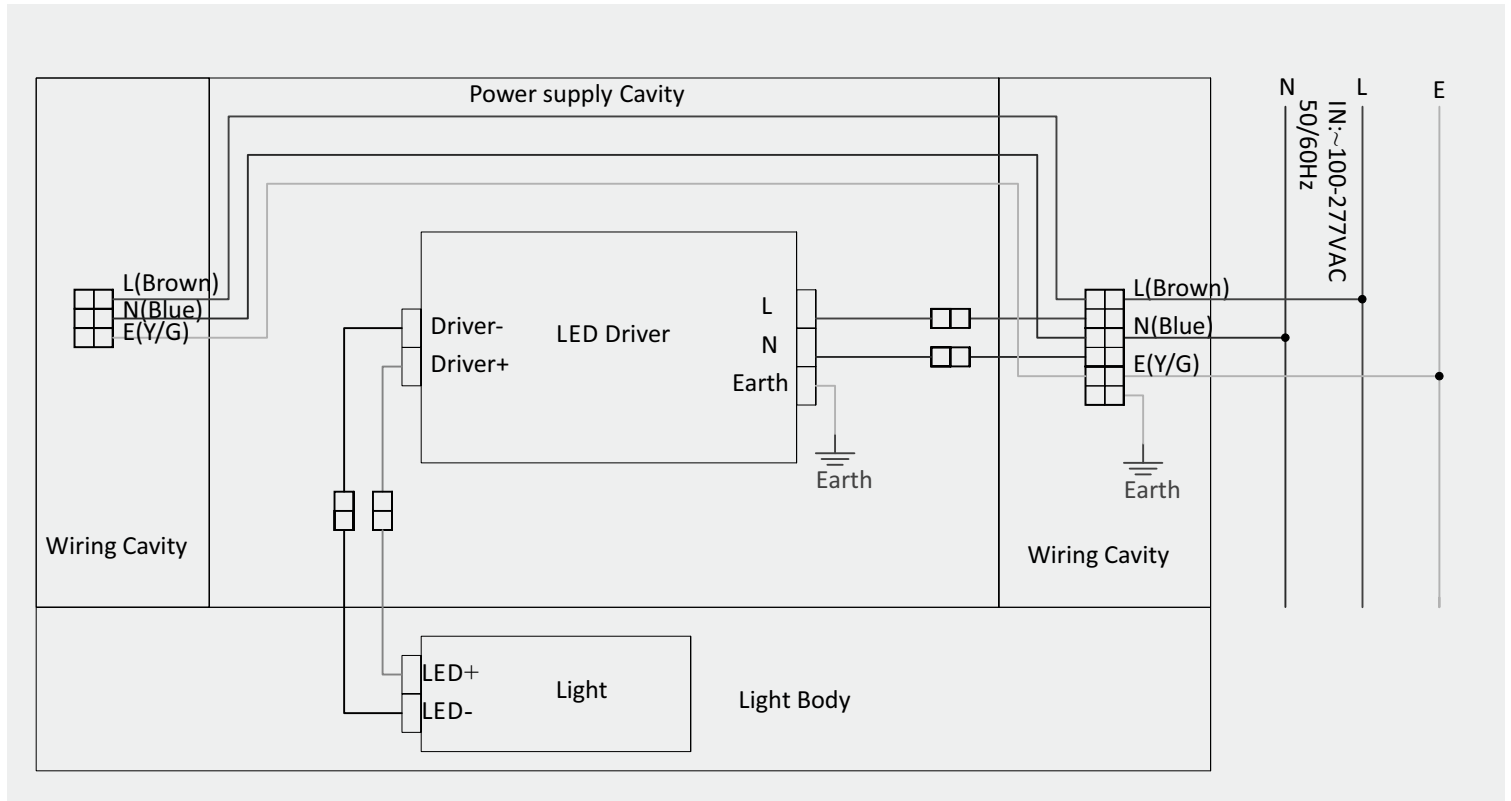 Power supply Cavity
N
L
E
IN:~100-277VAC
50/60Hz
L(Brown)
N(Blue)
E(Y/G)
Driver-
Driver+
LED Driver
L
N
Earth
L(Brown)
N(Blue)
E(Y/G)
Earth
Earth
Wiring Cavity
Wiring Cavity
LED+
LED-
Light
Light Body